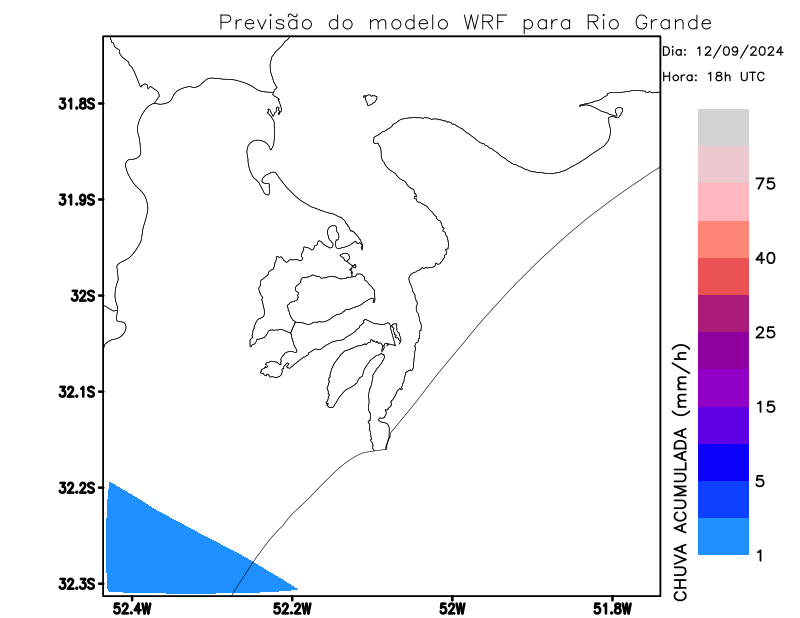 Previsão do modelo WRF para Rio Grande
Dia: 12/09/2024
Hora: 18h UTC
31.8S
31.9S
32S
32.1S
32.2S
32.3S
52.4W
52.2W
52W
51.8W
75
40
25
15
5
1
CHUVA ACUMULADA (mm/h)